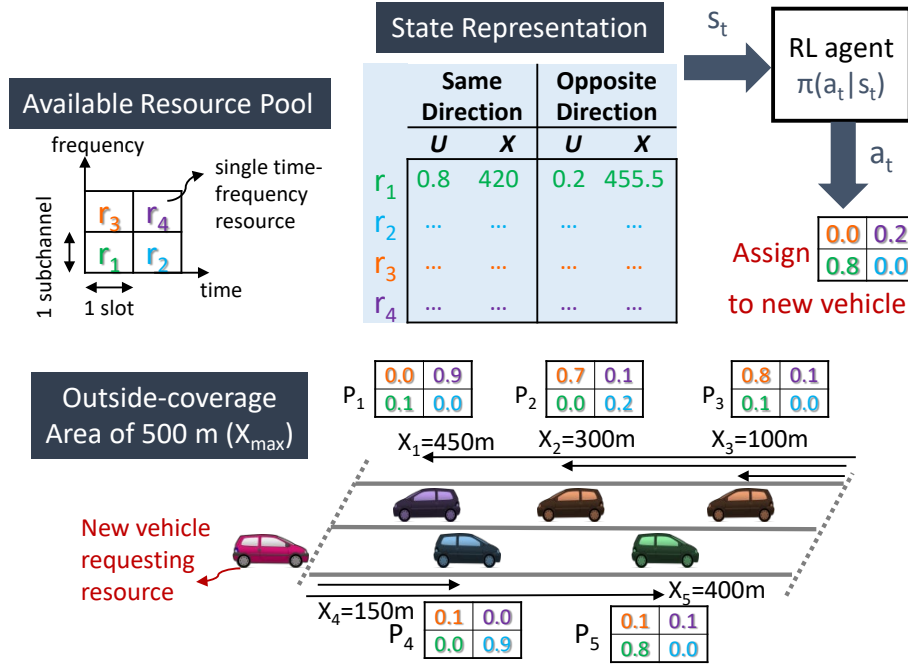 State Representation
s_t
RL agent
π(a_t|s_t)
Available Resource Pool
Same Direction
Opposite Direction
U X U X
r_1 0.8 420 0.2 455.5
r_2 ... ... ... ...
r_3 ... ... ... ...
r_4 ... ... ... ...
frequency
single time-
frequency
resource
r_3 r_4
r_1 r_2
1 subchannel
time
1 slot
a_t
Assign
0.0 0.2
0.8 0.0
to new vehicle
Outside-coverage
Area of 500 m (X_max)
P_1
0.0 0.9
0.1 0.0
P_2
0.7 0.1
0.0 0.2
P_3
0.8 0.1
0.1 0.0
X_1=450m
X_2=300m
X_3=100m
New vehicle
requesting
resource
X_4=150m
X_5=400m
P_4
0.1 0.0
0.0 0.9
P_5
0.1 0.1
0.8 0.0